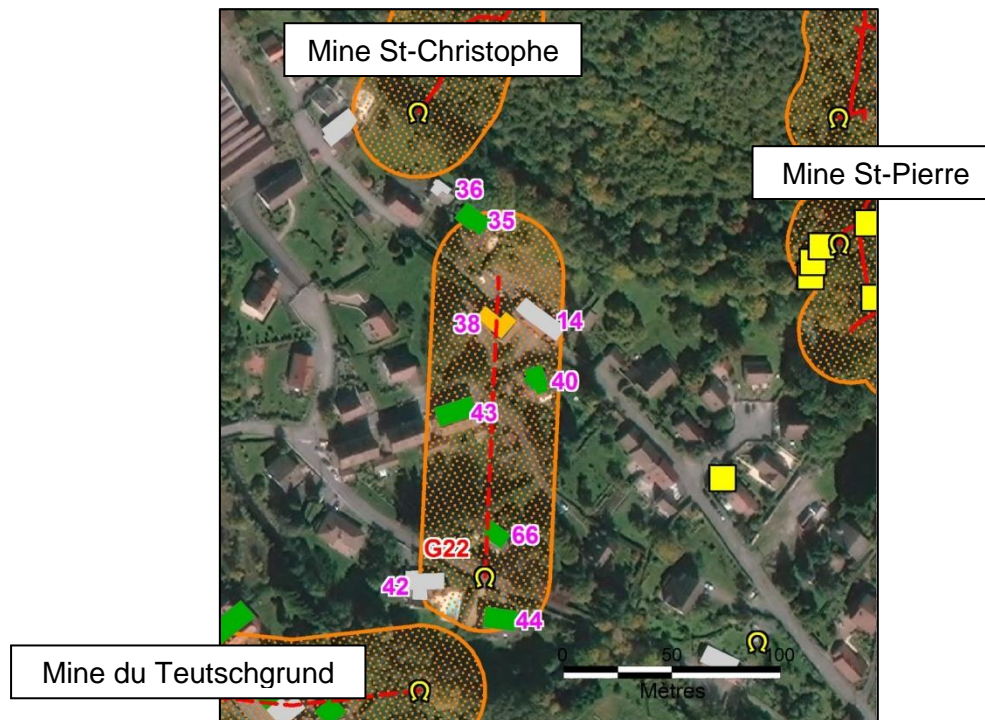 Mine St-Christophe
Mine St-Pierre
36
35
38
14
40
43
66
G22
42
44
0 50 100
Mètres
Mine du Teutschgrund